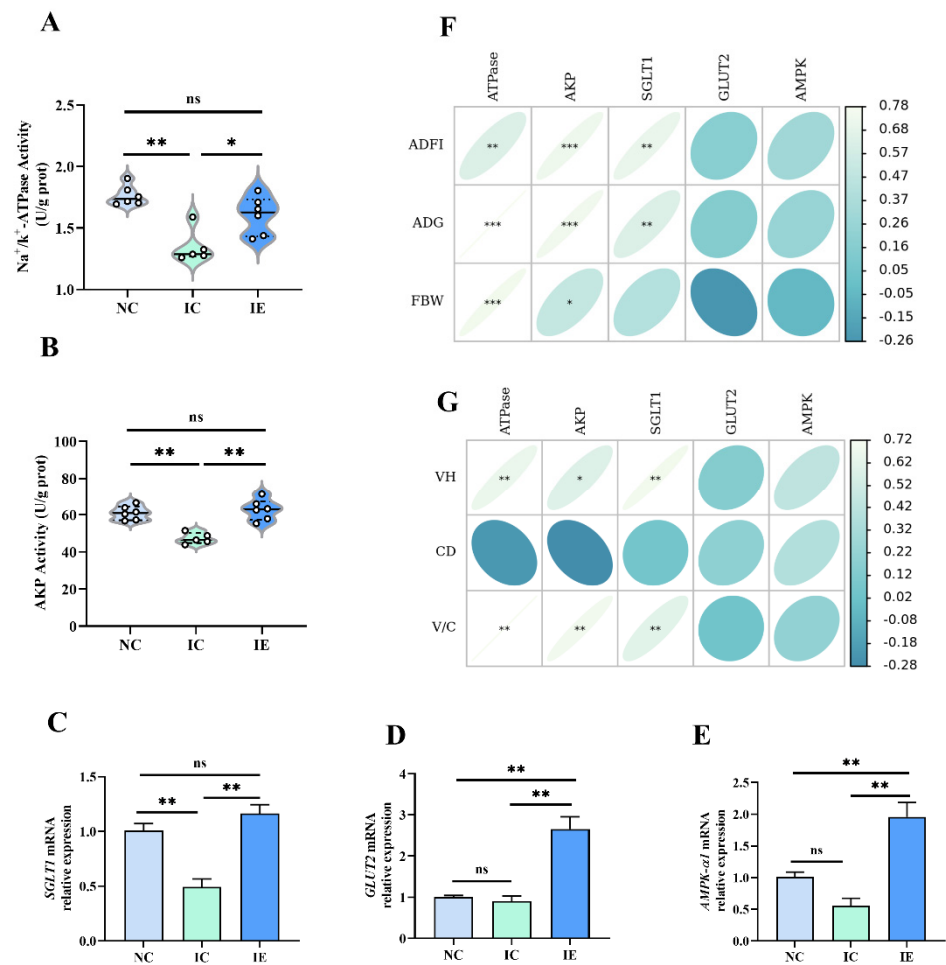 A
ns
**
*
2.5
2.0
1.5
1.0
Na+/k+-ATPase Activity
(U/g prot)
NC
IC
IE
B
ns
**
**
100
80
60
40
20
0
AKP Activity (U/g prot)
NC
IC
IE
F
ATPase
AKP
SGLT1
GLUT2
AMPK
ADFI
**
***
**
ADG
***
***
**
FBW
***
*
0.78
0.68
0.57
0.47
0.36
0.26
0.16
0.05
-0.05
-0.15
-0.26
G
ATPase
AKP
SGLT1
GLUT2
AMPK
VH
**
*
**
CD
V/C
**
**
**
0.72
0.62
0.52
0.42
0.32
0.22
0.12
0.02
-0.08
-0.18
-0.28
C
ns
**
**
1.5
1.0
0.5
0.0
SGLT1 mRNA
relative expression
NC
IC
IE
D
**
**
ns
4
3
2
1
0
GLUT2 mRNA
relative expression
NC
IC
IE
E
**
**
ns
2.5
2.0
1.5
1.0
0.5
0.0
AMPK-α1 mRNA
relative expression
NC
IC
IE